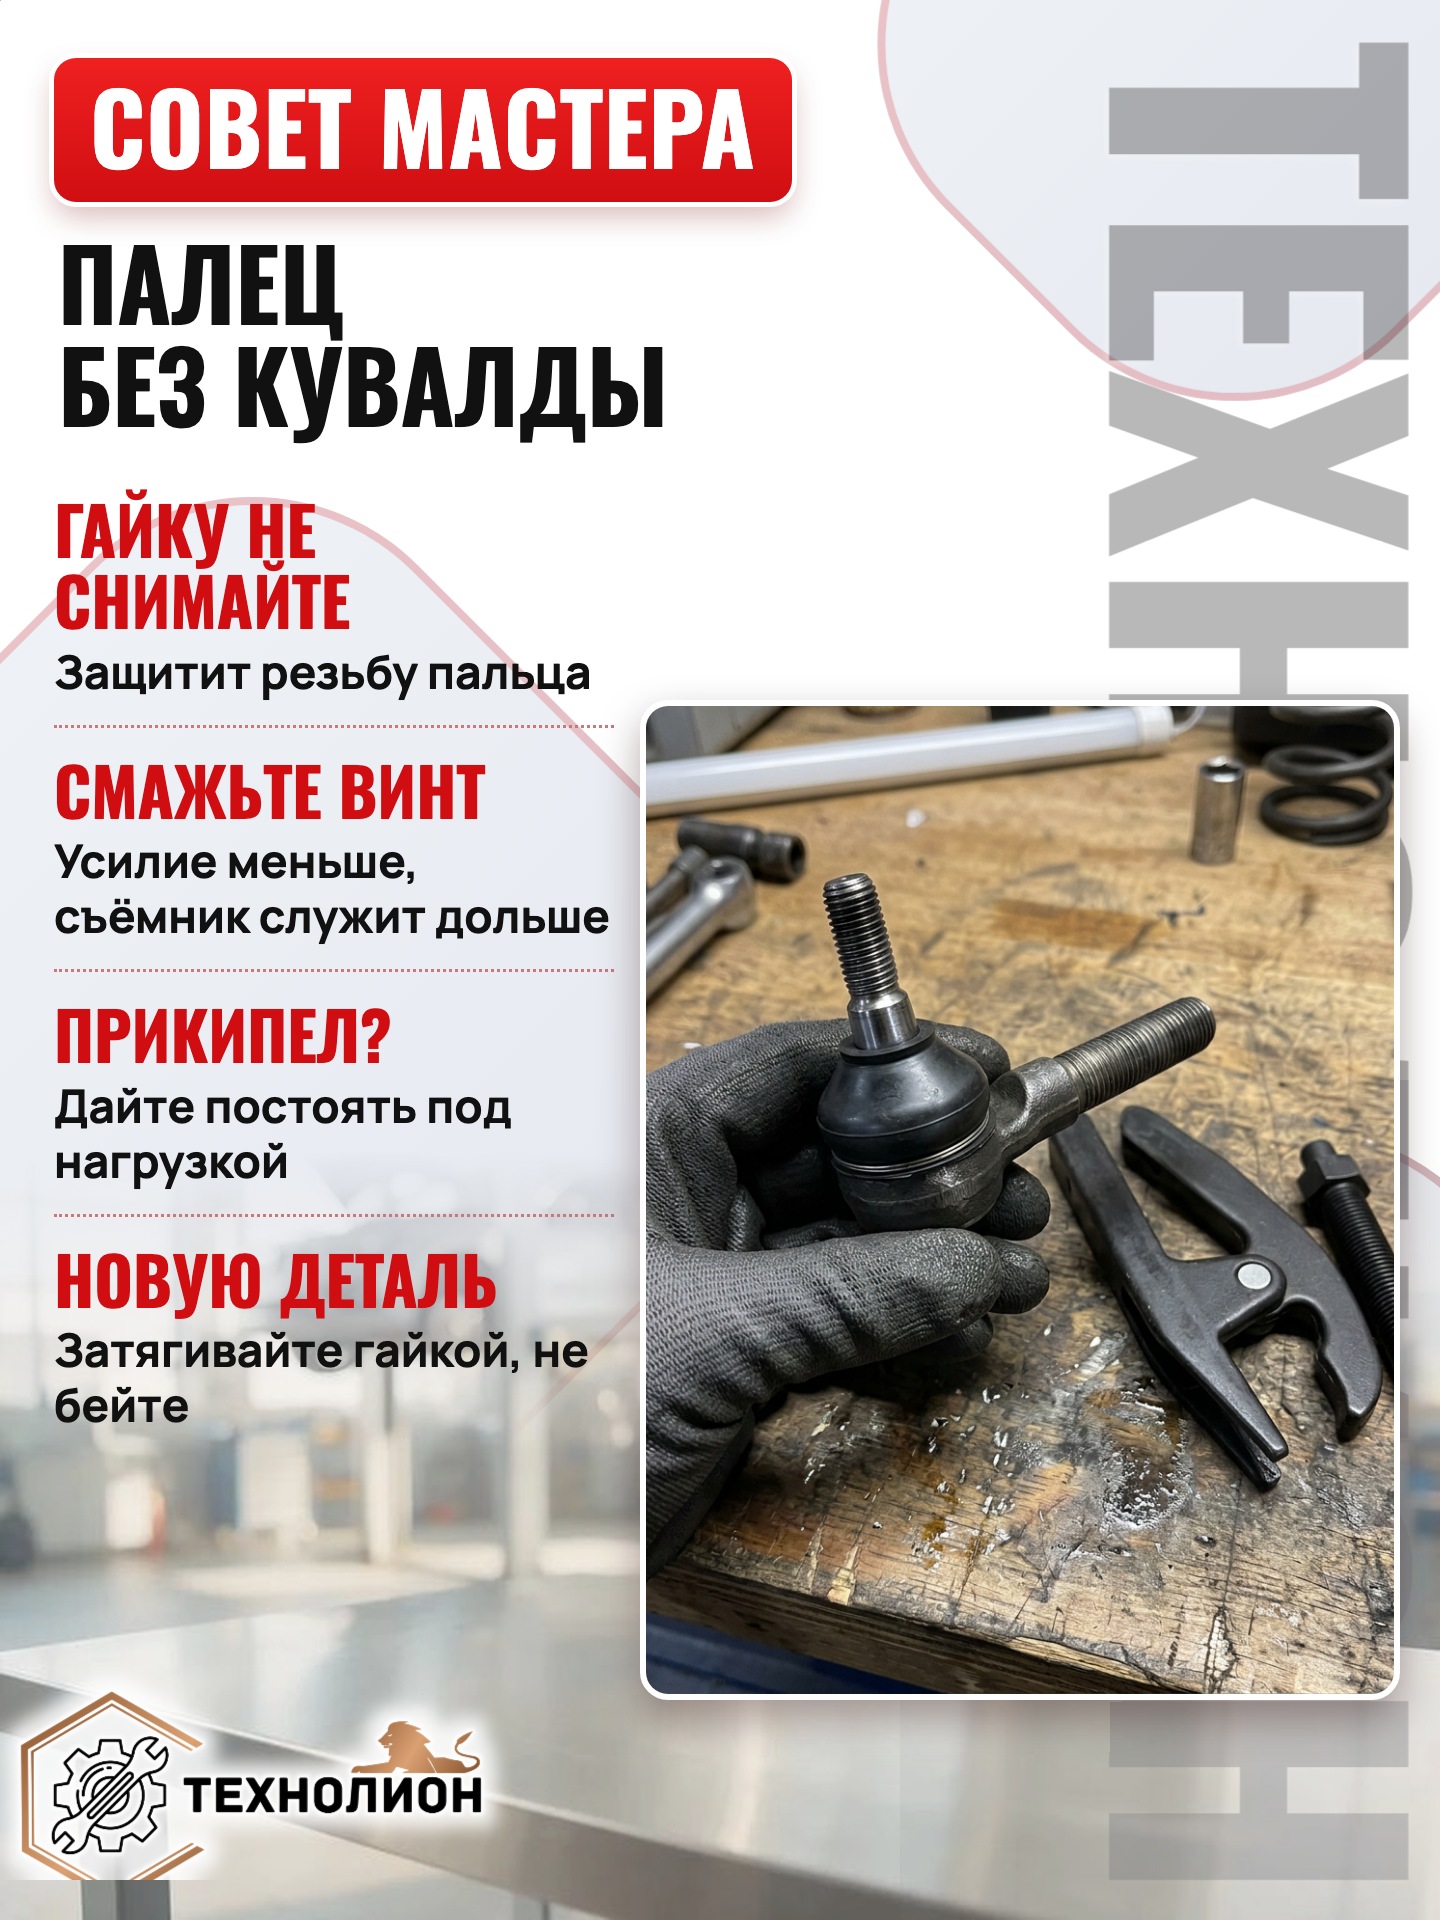 СОВЕТ МАСТЕРА
ПАЛЕЦ
БЕЗ КУВАЛДЫ
ГАЙКУ НЕ
СНИМАЙТЕ
Защитит резьбу пальца
СМАЖЬТЕ ВИНТ
Усилие меньше,
съёмник служит дольше
ПРИКИПЕЛ?
Дайте постоять под
нагрузкой
НОВУЮ ДЕТАЛЬ
Затягивайте гайкой, не
бейте
ТЕХНОЛИОН